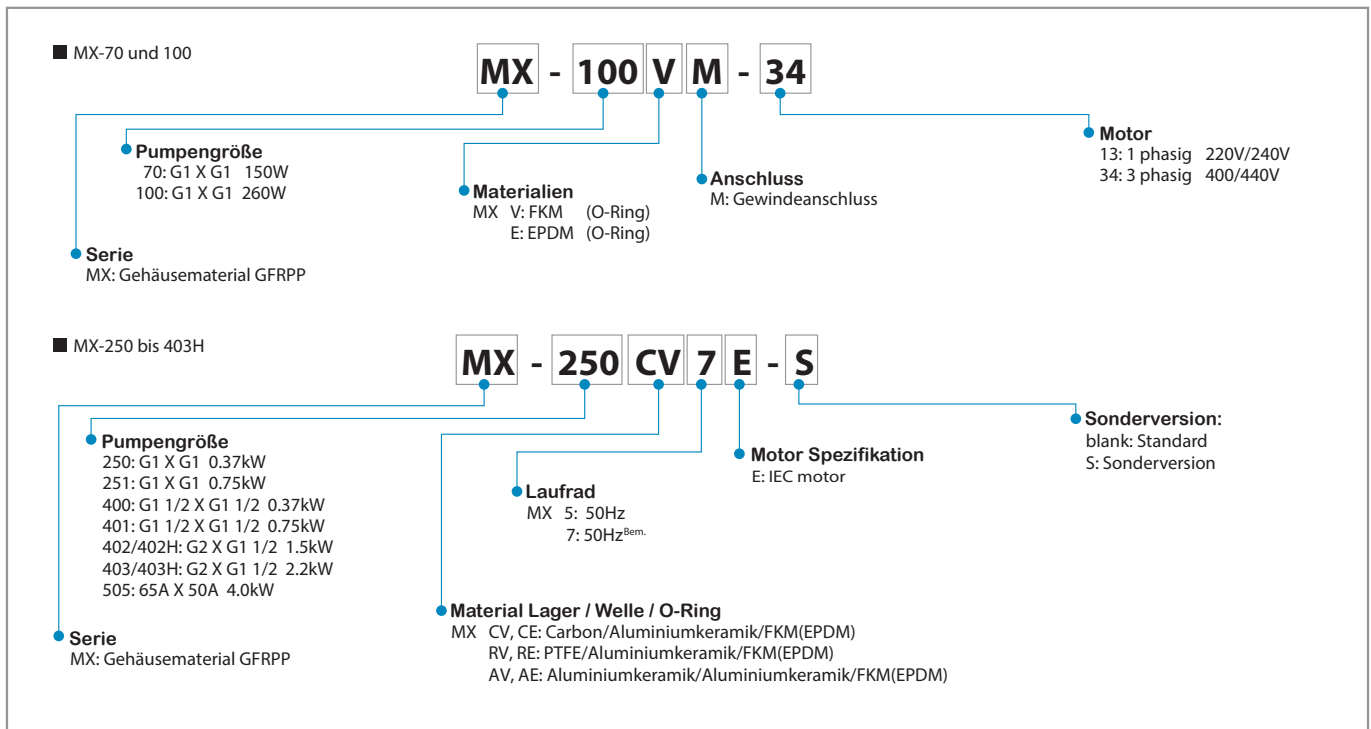 ■ MX-70 und 100
MX - 100 V M - 34
Pumpengröße
70: G1 X G1 150W
100: G1 X G1 260W
Materialien
MX V: FKM (O-Ring)
E: EPDM (O-Ring)
Anschluss
M: Gewindeanschluss
Motor
13: 1 phasig 220V/240V
34: 3 phasig 400/440V
Serie
MX: Gehäusematerial GFRPP
■ MX-250 bis 403H
MX - 250 CV 7 E - S
Pumpengröße
250: G1 X G1 0.37kW
251: G1 X G1 0.75kW
400: G1 1/2 X G1 1/2 0.37kW
401: G1 1/2 X G1 1/2 0.75kW
402/402H: G2 X G1 1/2 1.5kW
403/403H: G2 X G1 1/2 2.2kW
505: 65A X 50A 4.0kW
Serie
MX: Gehäusematerial GFRPP
Material Lager / Welle / O-Ring
MX CV, CE: Carbon/Aluminiumkeramik/FKM(EPDM)
RV, RE: PTFE/Aluminiumkeramik/FKM(EPDM)
AV, AE: Aluminiumkeramik/Aluminiumkeramik/FKM(EPDM)
Laufrad
MX 5: 50Hz
7: 50Hz Bem.
Motor Spezifikation
E: IEC motor
Sonderversion:
blank: Standard
S: Sonderversion